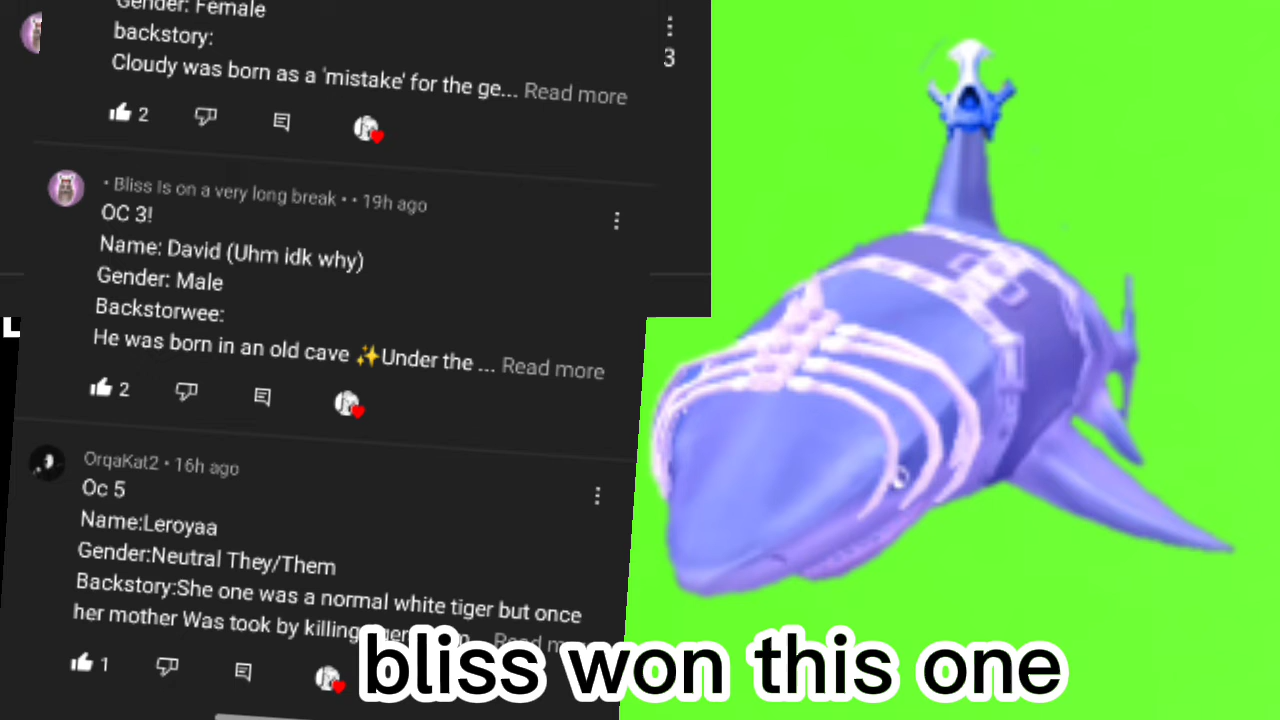 Gender: Female
3
backstory:
Cloudy was born as a 'mistake' for the ge... Read more
2
• Bliss Is on a very long break • • 19h ago
OC 3!
Name: David (Uhm idk why)
Gender: Male
Backstorwee:
He was born in an old cave ✨Under the ... Read more
2
OrqaKat2 • 16h ago
Oc 5
Name:Leroyaa
Gender:Neutral They/Them
Backstory:She one was a normal white tiger but once
her mother Was took by killing
1
bliss won this one